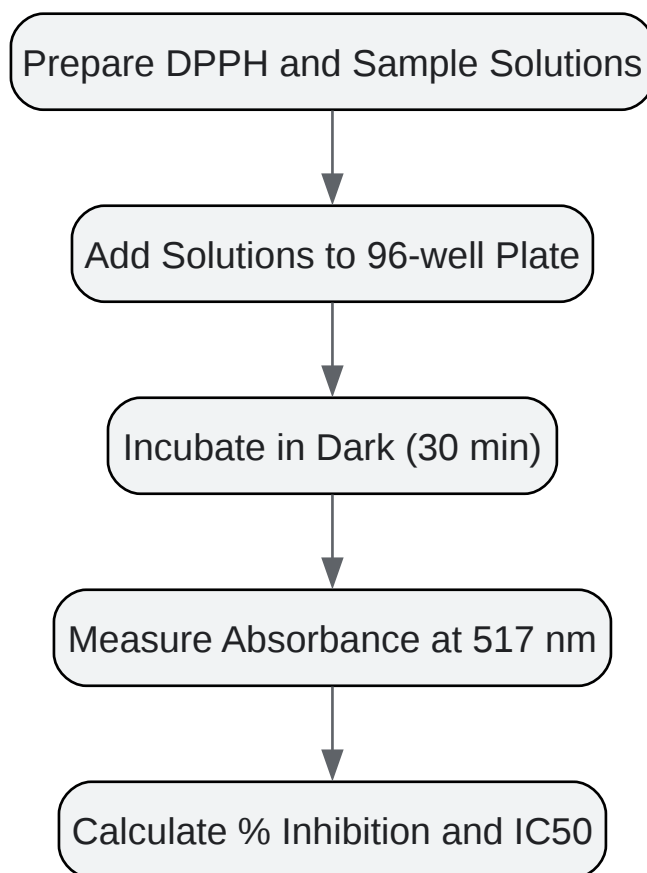 Prepare DPPH and Sample Solutions
Add Solutions to 96-well Plate
Incubate in Dark (30 min)
Measure Absorbance at 517 nm
Calculate % Inhibition and IC50